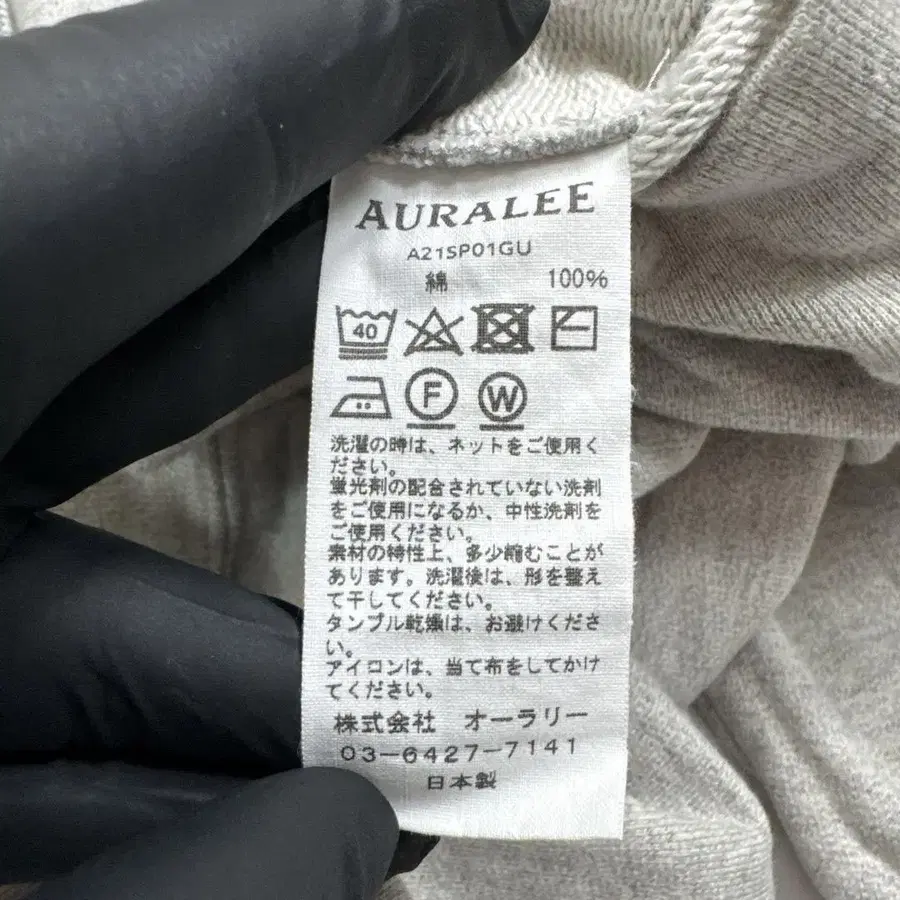 AURALEE
A21SP01GU
綿 100%
40
F W
洗濯の時は、ネットをご使用く
ださい。
蛍光剤の配合されていない洗剤
をご使用になるか、中性洗剤を
ご使用ください。
素材の特性上、多少縮むことが
あります。洗濯後は、形を整え
て干してください。
タンブル乾燥は、お避けくださ
い。
アイロンは、当て布をしてかけ
てください。
株式会社 オーラリー
03-6427-7141
日本製